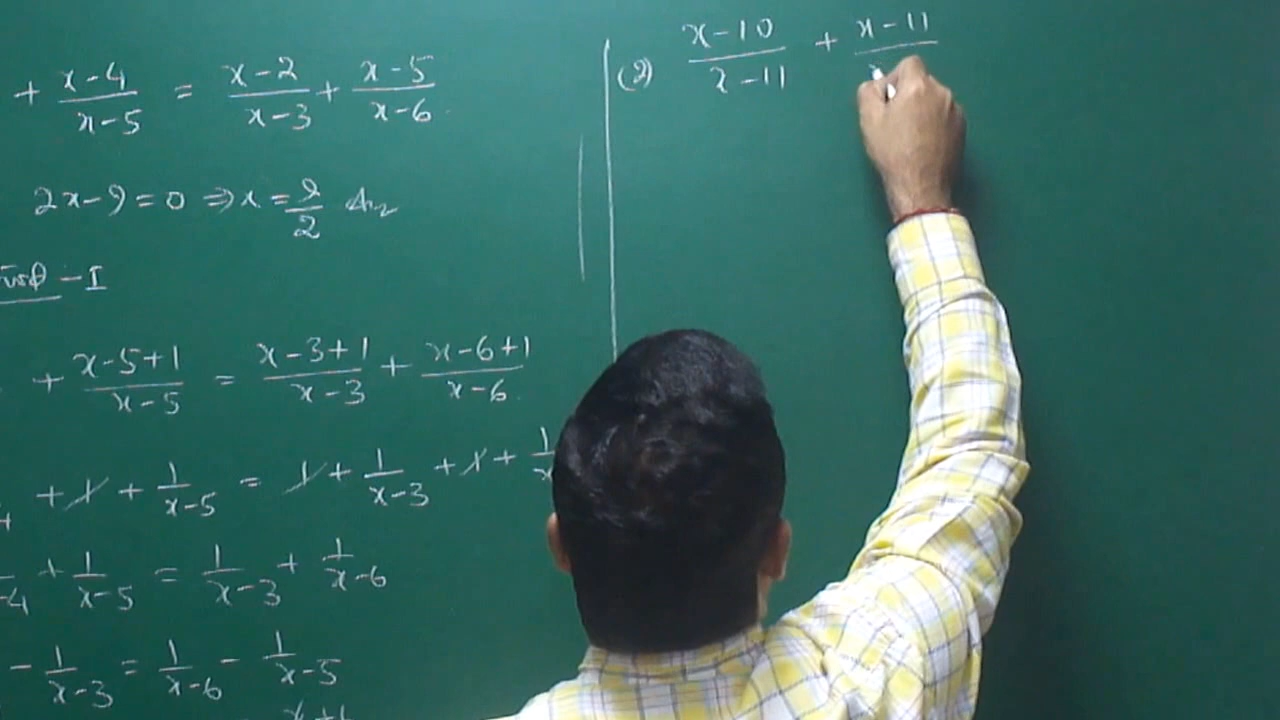 + x-4/x-5 = x-2/x-3 + x-5/x-6
2x-9=0 ⇒ x = 9/2 Ans
-I
+ x-5+1/x-5 = x-3+1/x-3 + x-6+1/x-6
+1 + 1/x-5 = 1 + 1/x-3 + 1 + 1/x
-4 + 1/x-5 = 1/x-3 + 1/x-6
- 1/x-3 = 1/x-6 - 1/x-5
x+1
(2) x-10/x-11 + x-11/